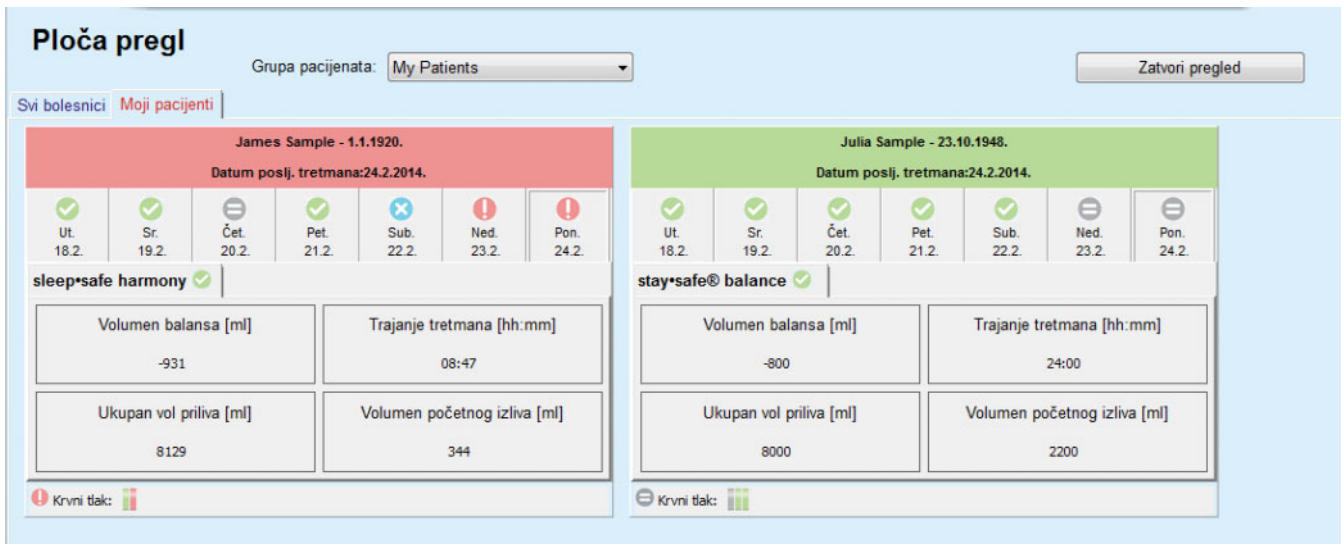 Ploča pregl
Grupa pacijenata: My Patients
Zatvori pregled
Svi bolesnici Moji pacijenti
James Sample - 1.1.1920.
Datum poslj. tretmana:24.2.2014.
Ut. Sr. Čet. Pet. Sub. Ned. Pon.
18.2. 19.2. 20.2. 21.2. 22.2. 23.2. 24.2.
sleep•safe harmony
Volumen balansa [ml] Trajanje tretmana [hh:mm]
-931 08:47
Ukupan vol priliva [ml] Volumen početnog izliva [ml]
8129 344
Krvni tlak:
Julia Sample - 23.10.1948.
Datum poslj. tretmana:24.2.2014.
Ut. Sr. Čet. Pet. Sub. Ned. Pon.
18.2. 19.2. 20.2. 21.2. 22.2. 23.2. 24.2.
stay•safe® balance
Volumen balansa [ml] Trajanje tretmana [hh:mm]
-800 24:00
Ukupan vol priliva [ml] Volumen početnog izliva [ml]
8000 2200
Krvni tlak: